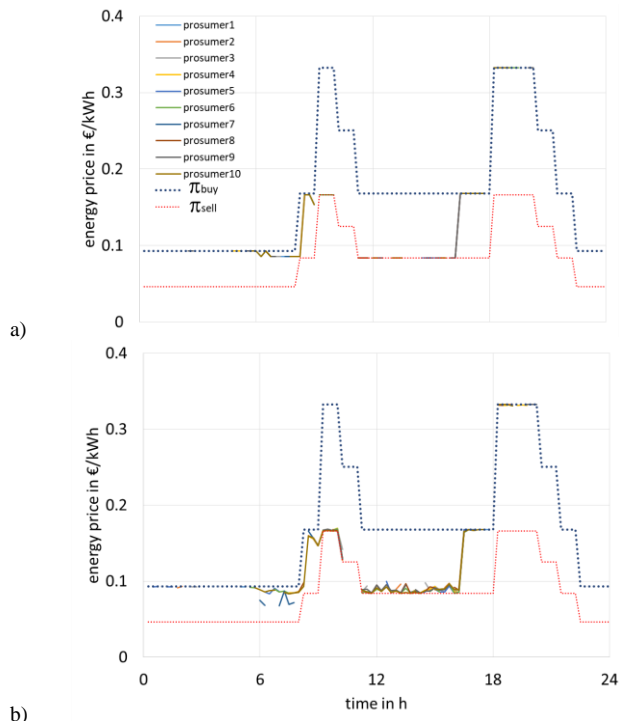 0.4
prosumer1
prosumer2
prosumer3
prosumer4
prosumer5
prosumer6
prosumer7
prosumer8
prosumer9
prosumer10
πbuy
πsell
0.3
0.2
0.1
0
energy price in €/kWh
a)
0.4
0.3
0.2
0.1
0
energy price in €/kWh
0 6 12 18 24
time in h
b)